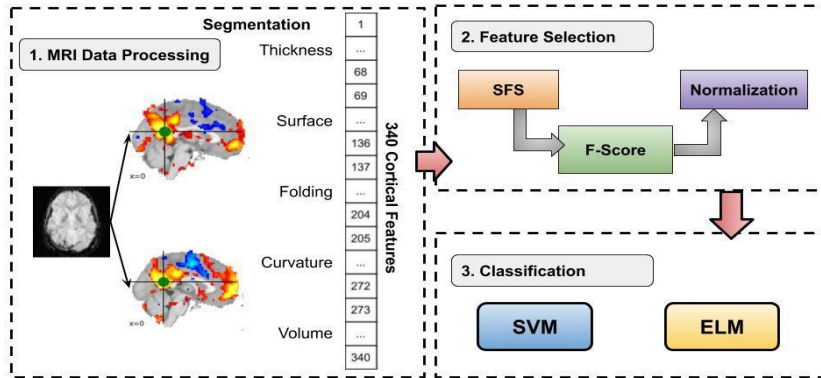 1. MRI Data Processing
x=0
x=0
Segmentation
Thickness
Surface
Folding
Curvature
Volume
1
...
68
69
...
136
137
...
204
205
...
272
273
...
340
340 Cortical Features
2. Feature Selection
SFS
F-Score
Normalization
3. Classification
SVM
ELM